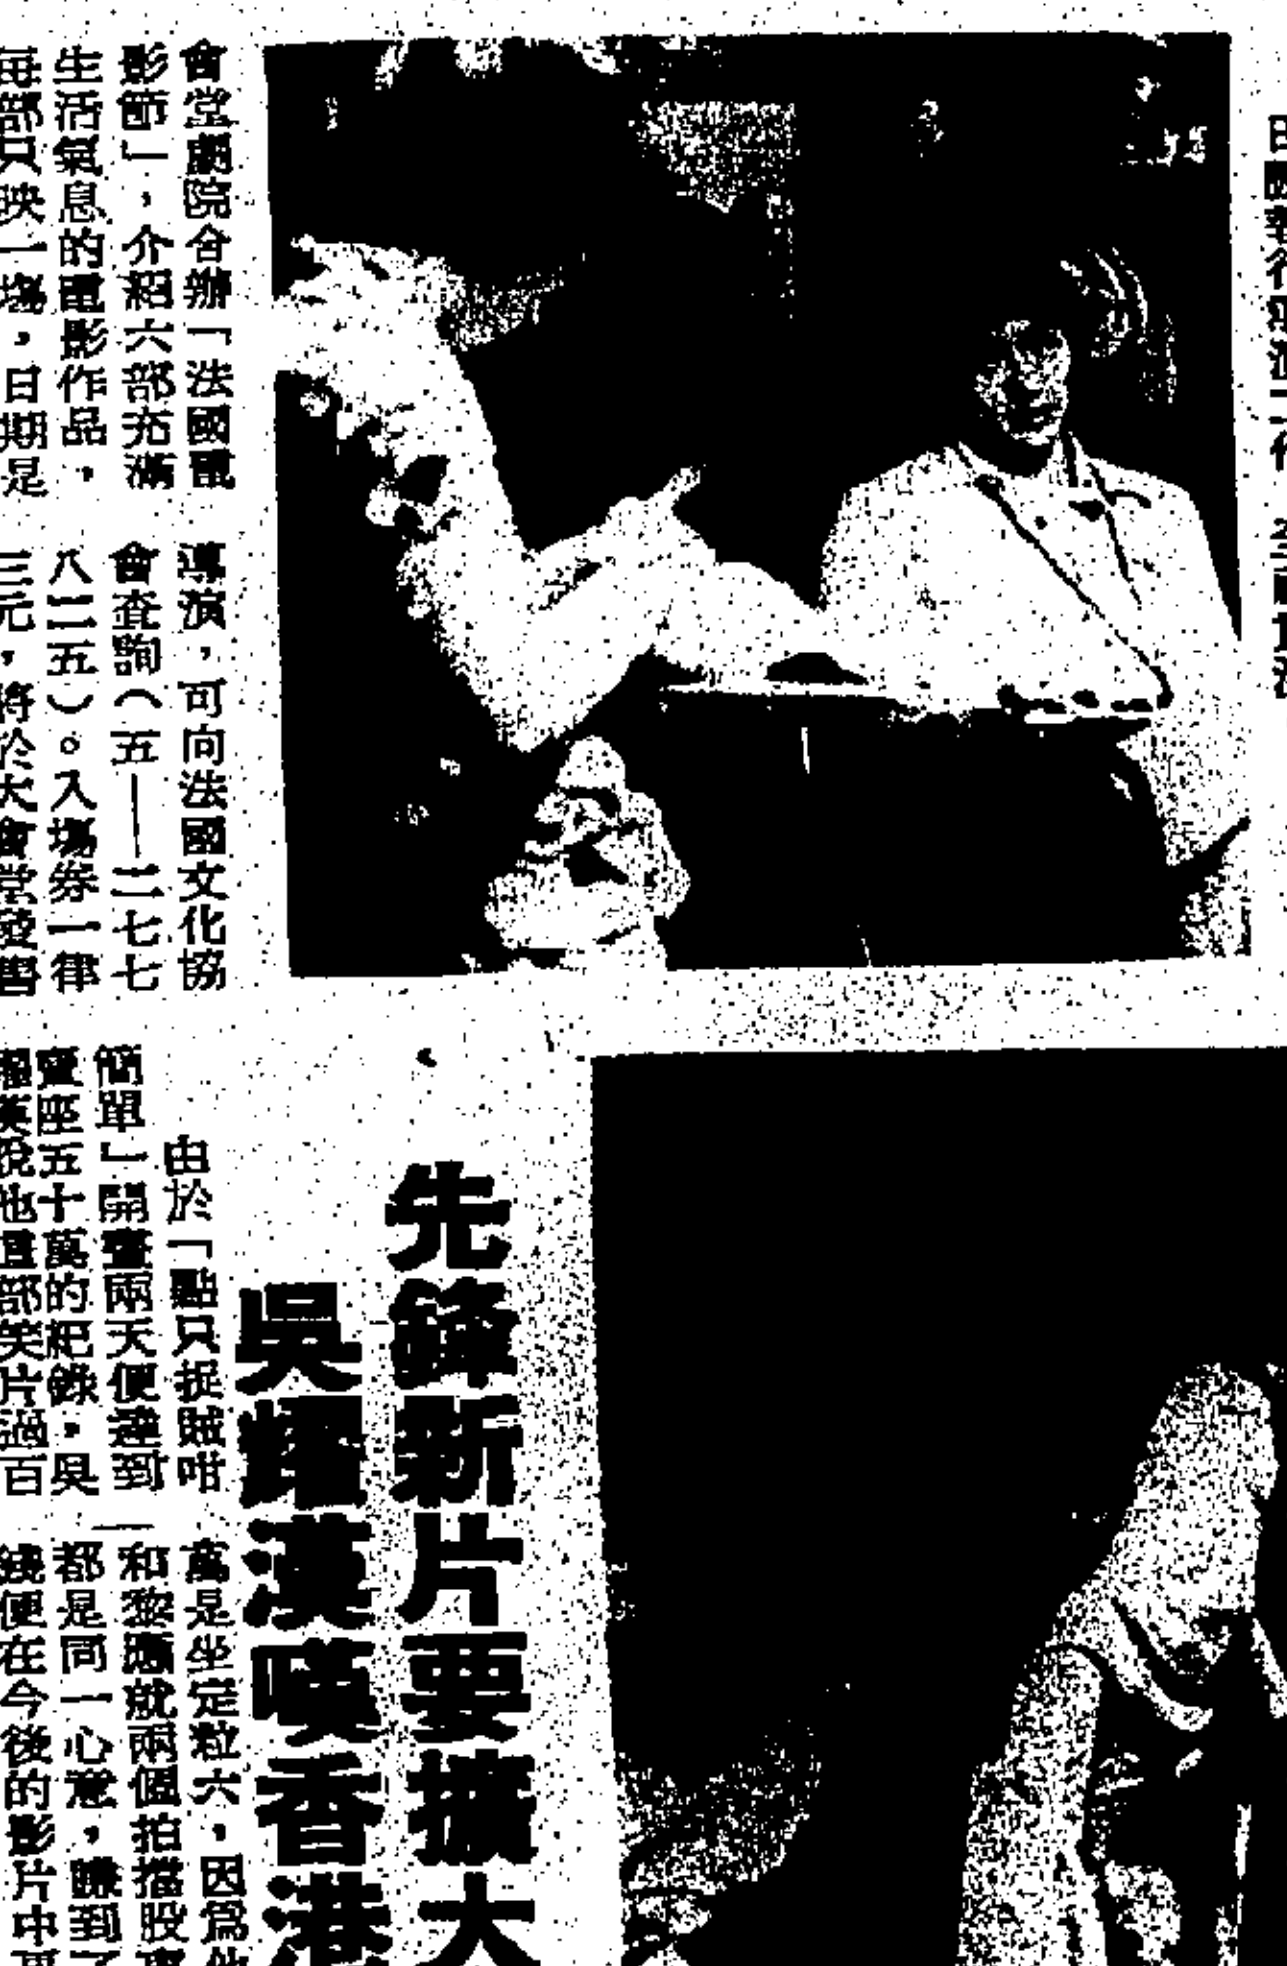 會堂劇院合辦「法國電
影節」，介紹六部充滿
生活氣息的電影作品，
每部只映一塲，日期是
導演，可向法國文化協
會查詢（五——二七七
八二五）。入塲券一律
三元，將於大會堂發售
先鋒新片要擴大
吳耀漢嘆香港
由於「點只捉賊咁
簡單」開畫兩天便達到
賣座五十萬的紀錄，吳
耀漢說他這部笑片過百
萬是坐定粒六，因爲他
和黎應就兩個拍擋股東
都是同一心意，賺到了
錢便在今後的影片中再